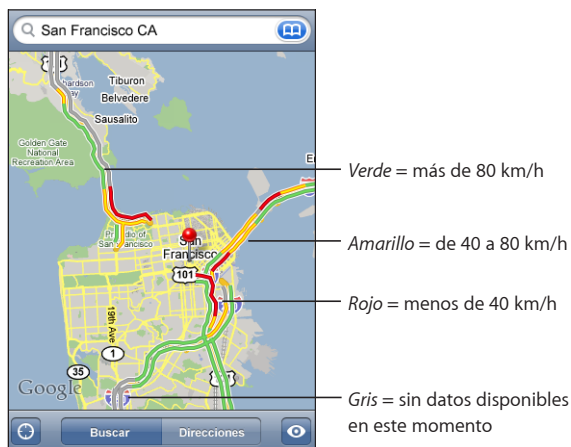 San Francisco CA
Tiburon
Belvedere
Sausalito
Golden Gate
National
Recreation Area
Verde = más de 80 km/h
Amarillo = de 40 a 80 km/h
San
Francisco
101
Rojo = menos de 40 km/h
19th Ave
1
35
Google
Gris = sin datos disponibles
en este momento
Buscar
Direcciones